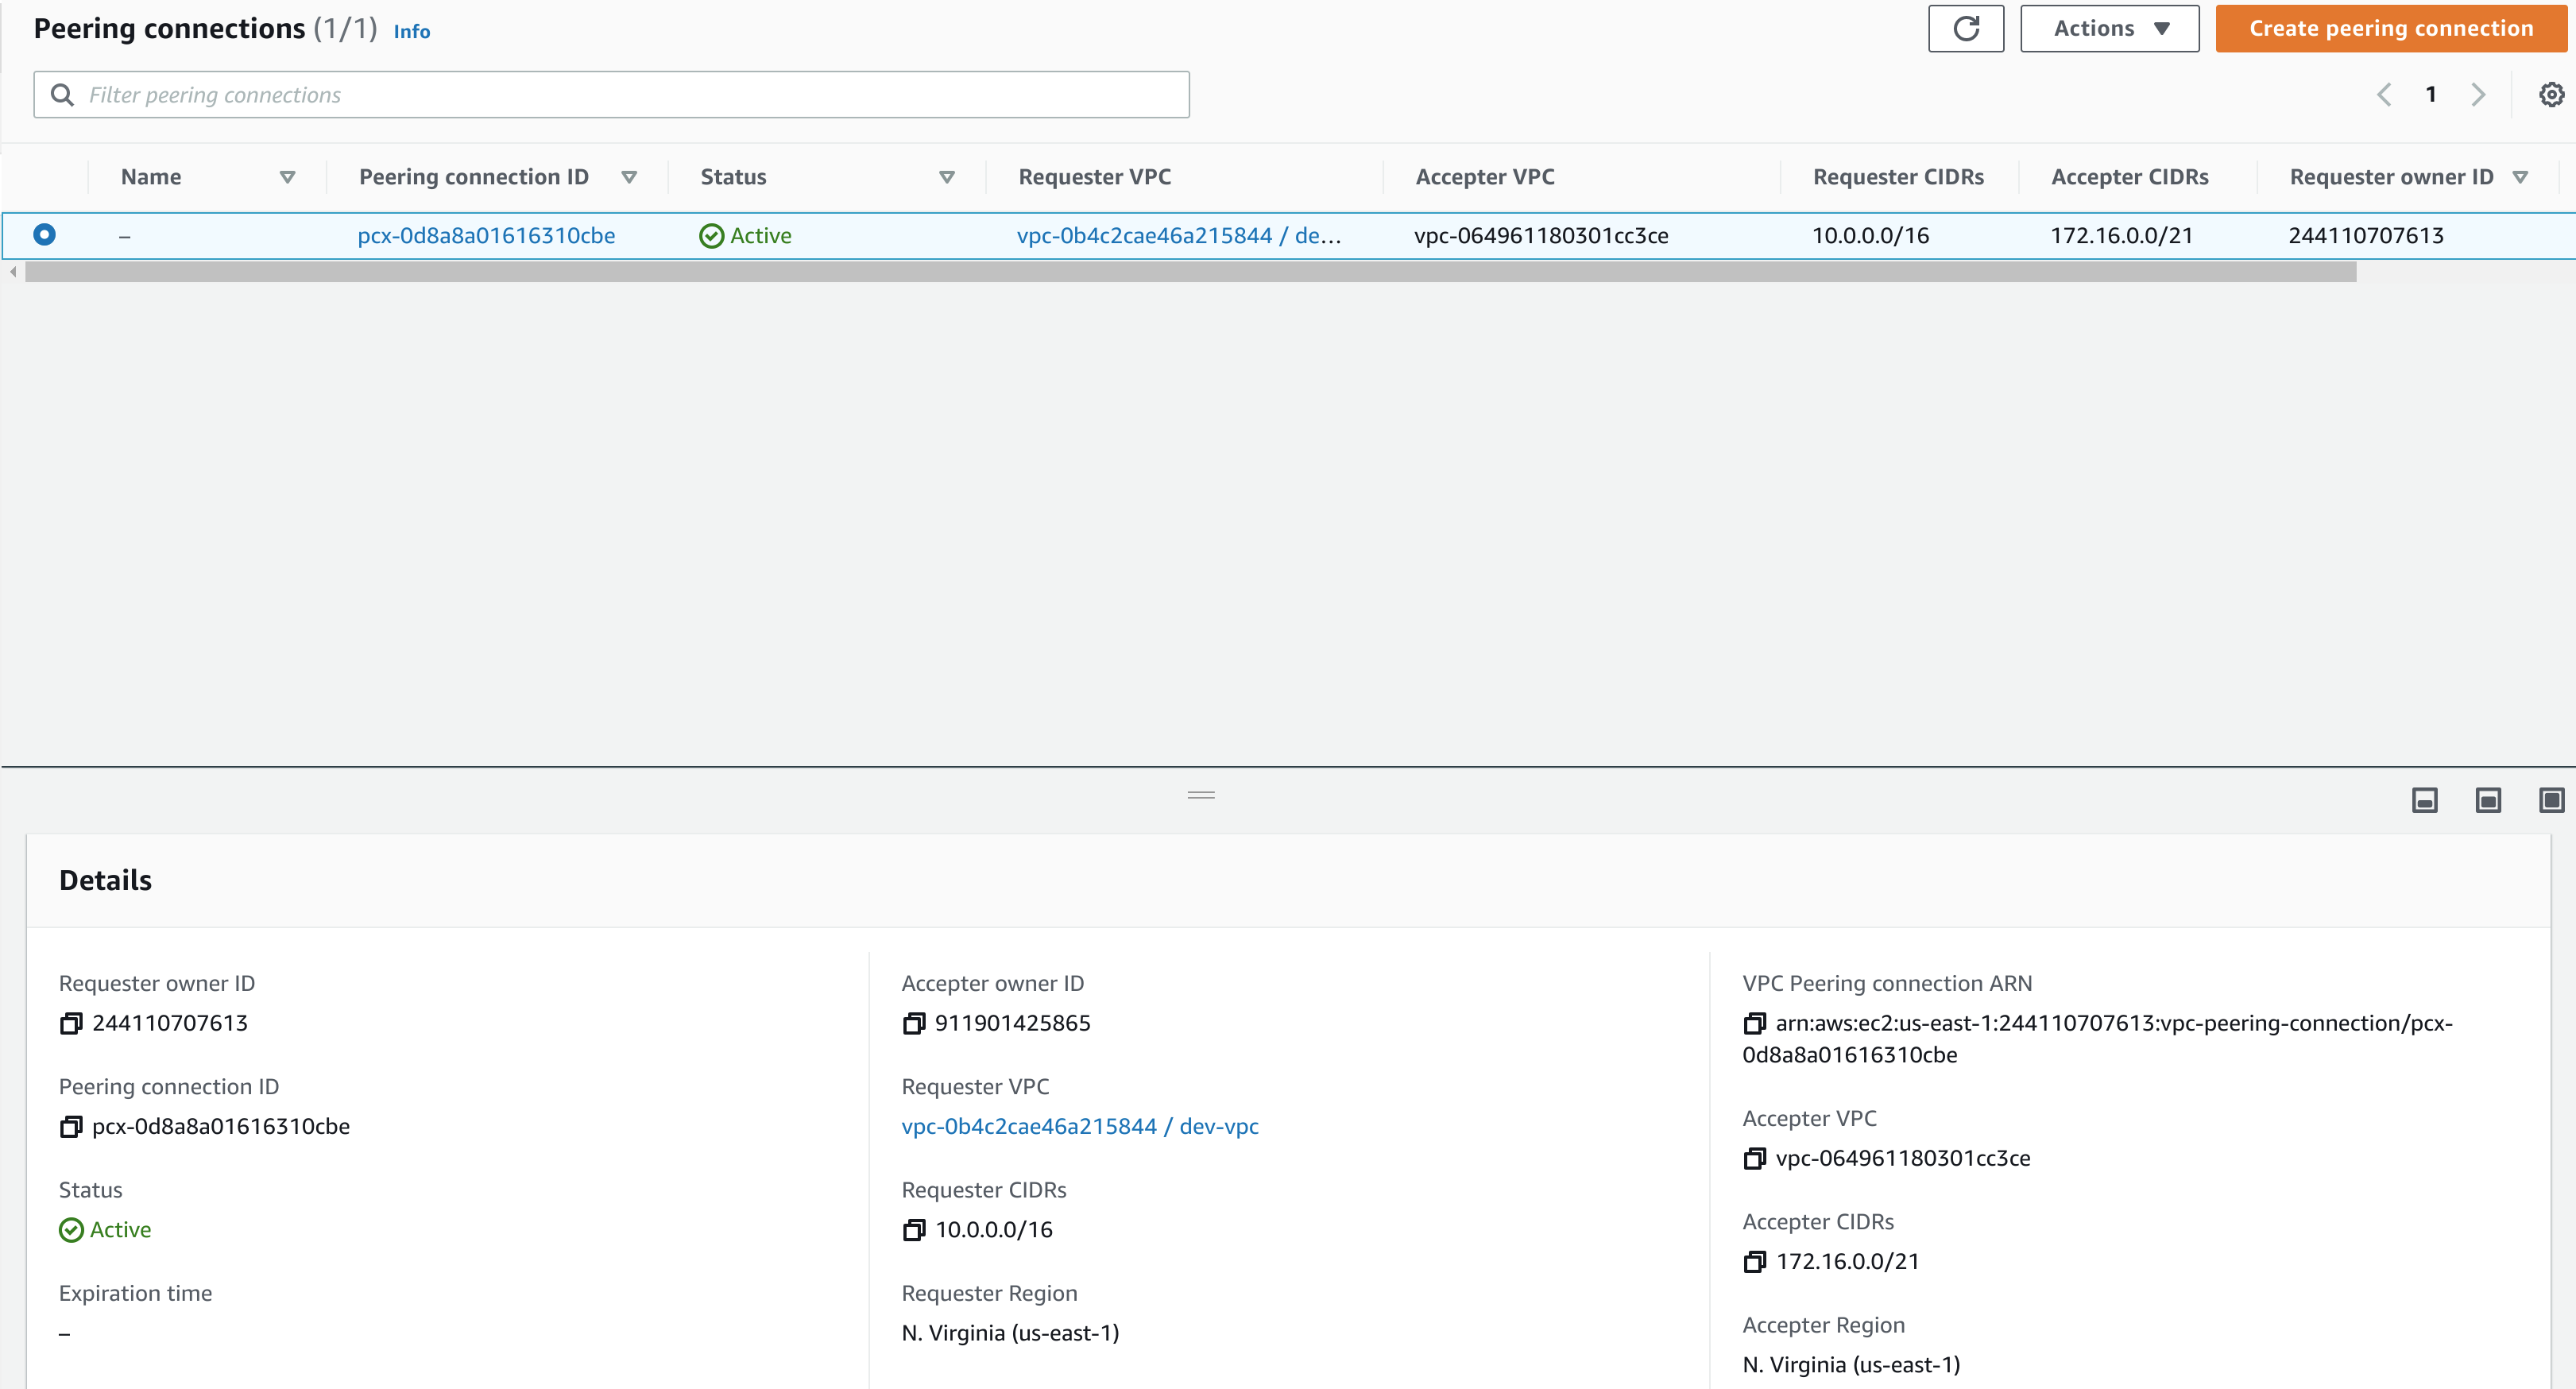 Peering connections (1/1) Info
Actions
Create peering connection
Filter peering connections
1
Name Peering connection ID Status Requester VPC Accepter VPC Requester CIDRs Accepter CIDRs Requester owner ID
– pcx-0d8a8a01616310cbe Active vpc-0b4c2cae46a215844 / de... vpc-064961180301cc3ce 10.0.0.0/16 172.16.0.0/21 244110707613
Details
Requester owner ID
244110707613
Peering connection ID
pcx-0d8a8a01616310cbe
Status
Active
Expiration time
–
Accepter owner ID
911901425865
Requester VPC
vpc-0b4c2cae46a215844 / dev-vpc
Requester CIDRs
10.0.0.0/16
Requester Region
N. Virginia (us-east-1)
VPC Peering connection ARN
arn:aws:ec2:us-east-1:244110707613:vpc-peering-connection/pcx-
0d8a8a01616310cbe
Accepter VPC
vpc-064961180301cc3ce
Accepter CIDRs
172.16.0.0/21
Accepter Region
N. Virginia (us-east-1)